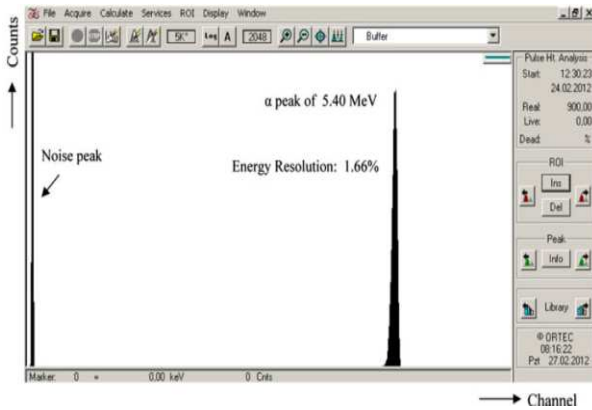 File Acquire Calculate Services ROI Display Window
5K
Log A 2048 Buffer
Counts
α peak of 5.40 MeV
Noise peak
Energy Resolution: 1.66%
Pulse Ht. Analysis
Start: 12:30:23
24.02.2012
Real: 900,00
Live: 0,00
Dead: %
ROI
Ins
Del
Peak
Info
Library
© ORTEC
08:16:22
Pzt 27.02.2012
Marker: 0 = 0.00 keV 0 Cnts
Channel